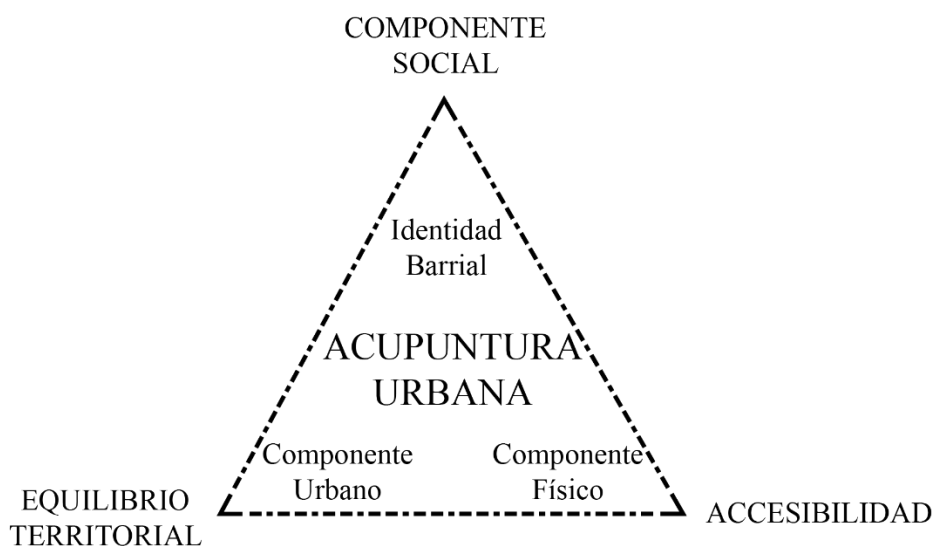 COMPONENTE
SOCIAL
Identidad
Barrial
ACUPUNTURA
URBANA
Componente
Urbano
Componente
Físico
EQUILIBRIO
TERRITORIAL
ACCESIBILIDAD